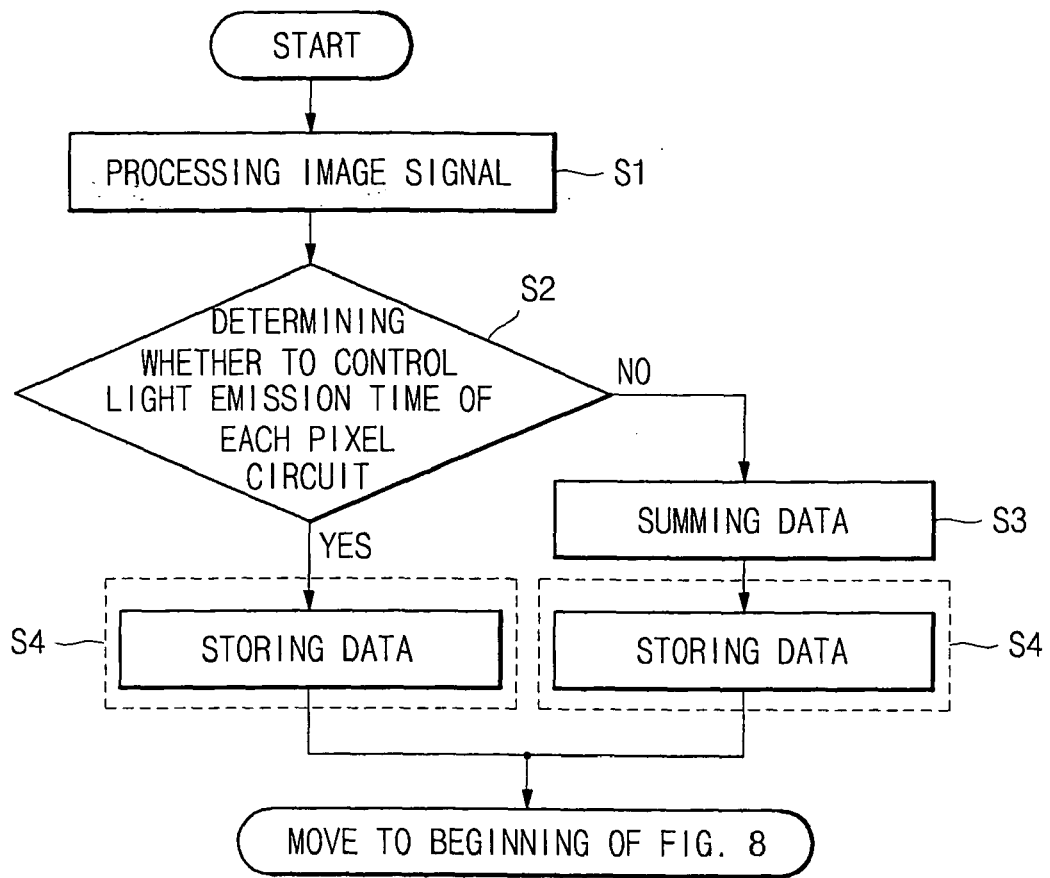 START
PROCESSING IMAGE SIGNAL
S1
S2
DETERMINING
WHETHER TO CONTROL
LIGHT EMISSION TIME OF
EACH PIXEL
CIRCUIT
NO
SUMMING DATA
S3
YES
S4
STORING DATA
STORING DATA
S4
MOVE TO BEGINNING OF FIG. 8